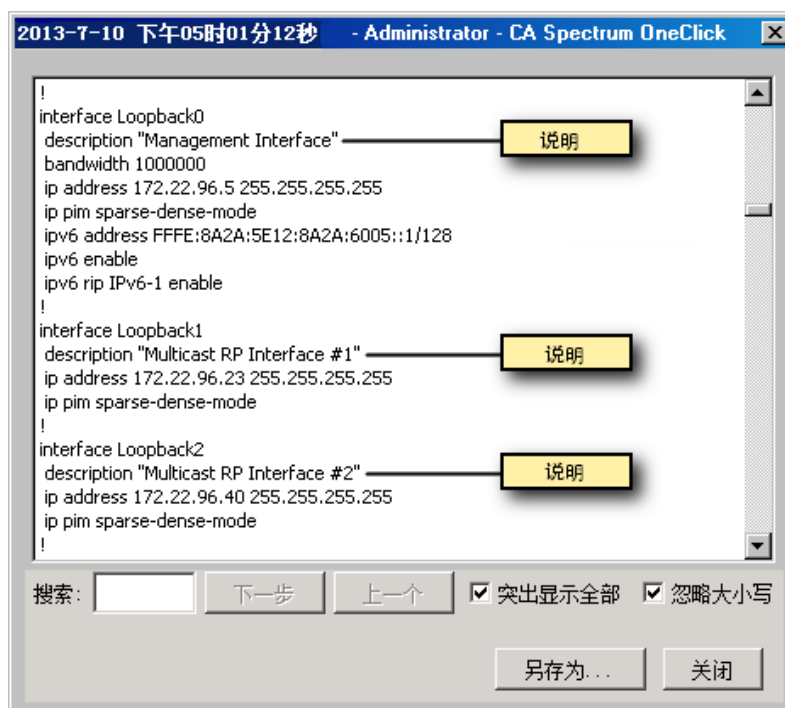 2013-7-10 下午05时01分12秒 - Administrator - CA Spectrum OneClick
!
interface Loopback0
description "Management Interface" 说明
bandwidth 1000000
ip address 172.22.96.5 255.255.255.255
ip pim sparse-dense-mode
ipv6 address FFFE:8A2A:5E12:8A2A:6005::1/128
ipv6 enable
ipv6 rip IPv6-1 enable
!
interface Loopback1
description "Multicast RP Interface #1" 说明
ip address 172.22.96.23 255.255.255.255
ip pim sparse-dense-mode
!
interface Loopback2
description "Multicast RP Interface #2" 说明
ip address 172.22.96.40 255.255.255.255
ip pim sparse-dense-mode
!
搜索: 下一步 上一个 突出显示全部 忽略大小写
另存为... 关闭